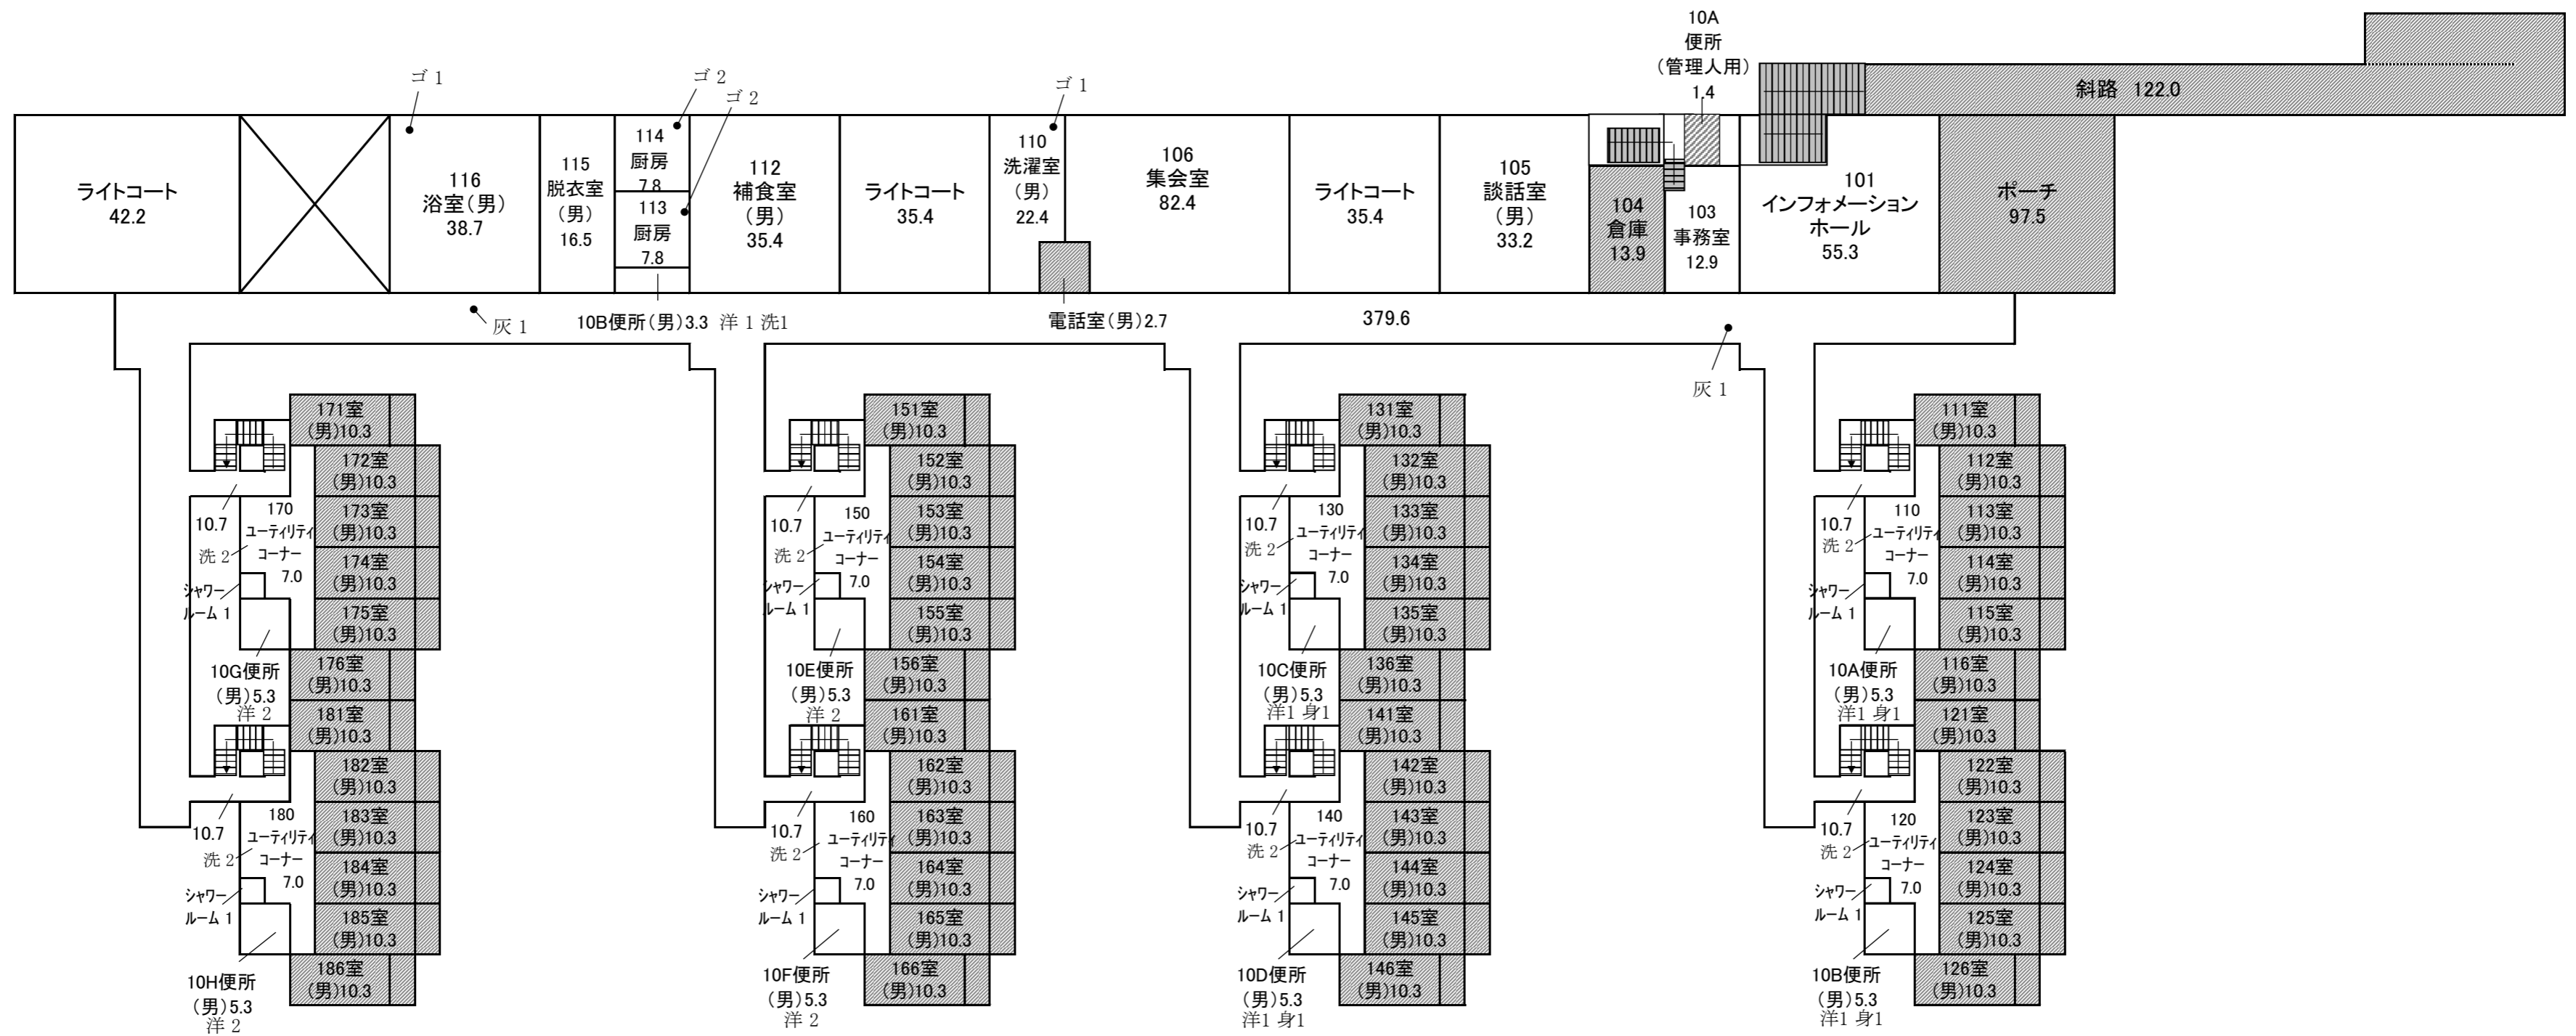 10A
便所
（管理人用）
1.4
斜路 122.0
ゴ 1
ゴ 2
ゴ 2
ゴ 1
ライトコート
42.2
116
浴室（男）
38.7
115
脱衣室
（男）
16.5
114
厨房
7.8
113
厨房
7.8
112
補食室
（男）
35.4
ライトコート
35.4
110
洗濯室
（男）
22.4
106
集会室
82.4
ライトコート
35.4
105
談話室
（男）
33.2
104
倉庫
13.9
103
事務室
12.9
101
インフォメーション
ホール
55.3
ポーチ
97.5
灰 1
10B便所（男）3.3 洋 1 洗1
電話室（男）2.7
379.6
灰 1
171室
（男）10.3
172室
（男）10.3
173室
（男）10.3
174室
（男）10.3
175室
（男）10.3
176室
（男）10.3
10.7
洗 2
170
ユーティリティ
コーナー
7.0
シャワー
ルーム 1
10G便所
（男）5.3
洋 2
181室
（男）10.3
182室
（男）10.3
183室
（男）10.3
184室
（男）10.3
185室
（男）10.3
186室
（男）10.3
10.7
洗 2
180
ユーティリティ
コーナー
7.0
シャワー
ルーム 1
10H便所
（男）5.3
洋 2
151室
（男）10.3
152室
（男）10.3
153室
（男）10.3
154室
（男）10.3
155室
（男）10.3
156室
（男）10.3
10.7
洗 2
150
ユーティリティ
コーナー
7.0
シャワー
ルーム 1
10E便所
（男）5.3
洋 2
161室
（男）10.3
162室
（男）10.3
163室
（男）10.3
164室
（男）10.3
165室
（男）10.3
166室
（男）10.3
10.7
洗 2
160
ユーティリティ
コーナー
7.0
シャワー
ルーム 1
10F便所
（男）5.3
洋 2
131室
（男）10.3
132室
（男）10.3
133室
（男）10.3
134室
（男）10.3
135室
（男）10.3
136室
（男）10.3
10.7
洗 2
130
ユーティリティ
コーナー
7.0
シャワー
ルーム 1
10C便所
（男）5.3
洋1 身1
141室
（男）10.3
142室
（男）10.3
143室
（男）10.3
144室
（男）10.3
145室
（男）10.3
146室
（男）10.3
10.7
洗 2
140
ユーティリティ
コーナー
7.0
シャワー
ルーム 1
10D便所
（男）5.3
洋1 身1
111室
（男）10.3
112室
（男）10.3
113室
（男）10.3
114室
（男）10.3
115室
（男）10.3
116室
（男）10.3
10.7
洗 2
110
ユーティリティ
コーナー
7.0
シャワー
ルーム 1
10A便所
（男）5.3
洋1 身1
121室
（男）10.3
122室
（男）10.3
123室
（男）10.3
124室
（男）10.3
125室
（男）10.3
126室
（男）10.3
10.7
洗 2
120
ユーティリティ
コーナー
7.0
シャワー
ルーム 1
10B便所
（男）5.3
洋1 身1